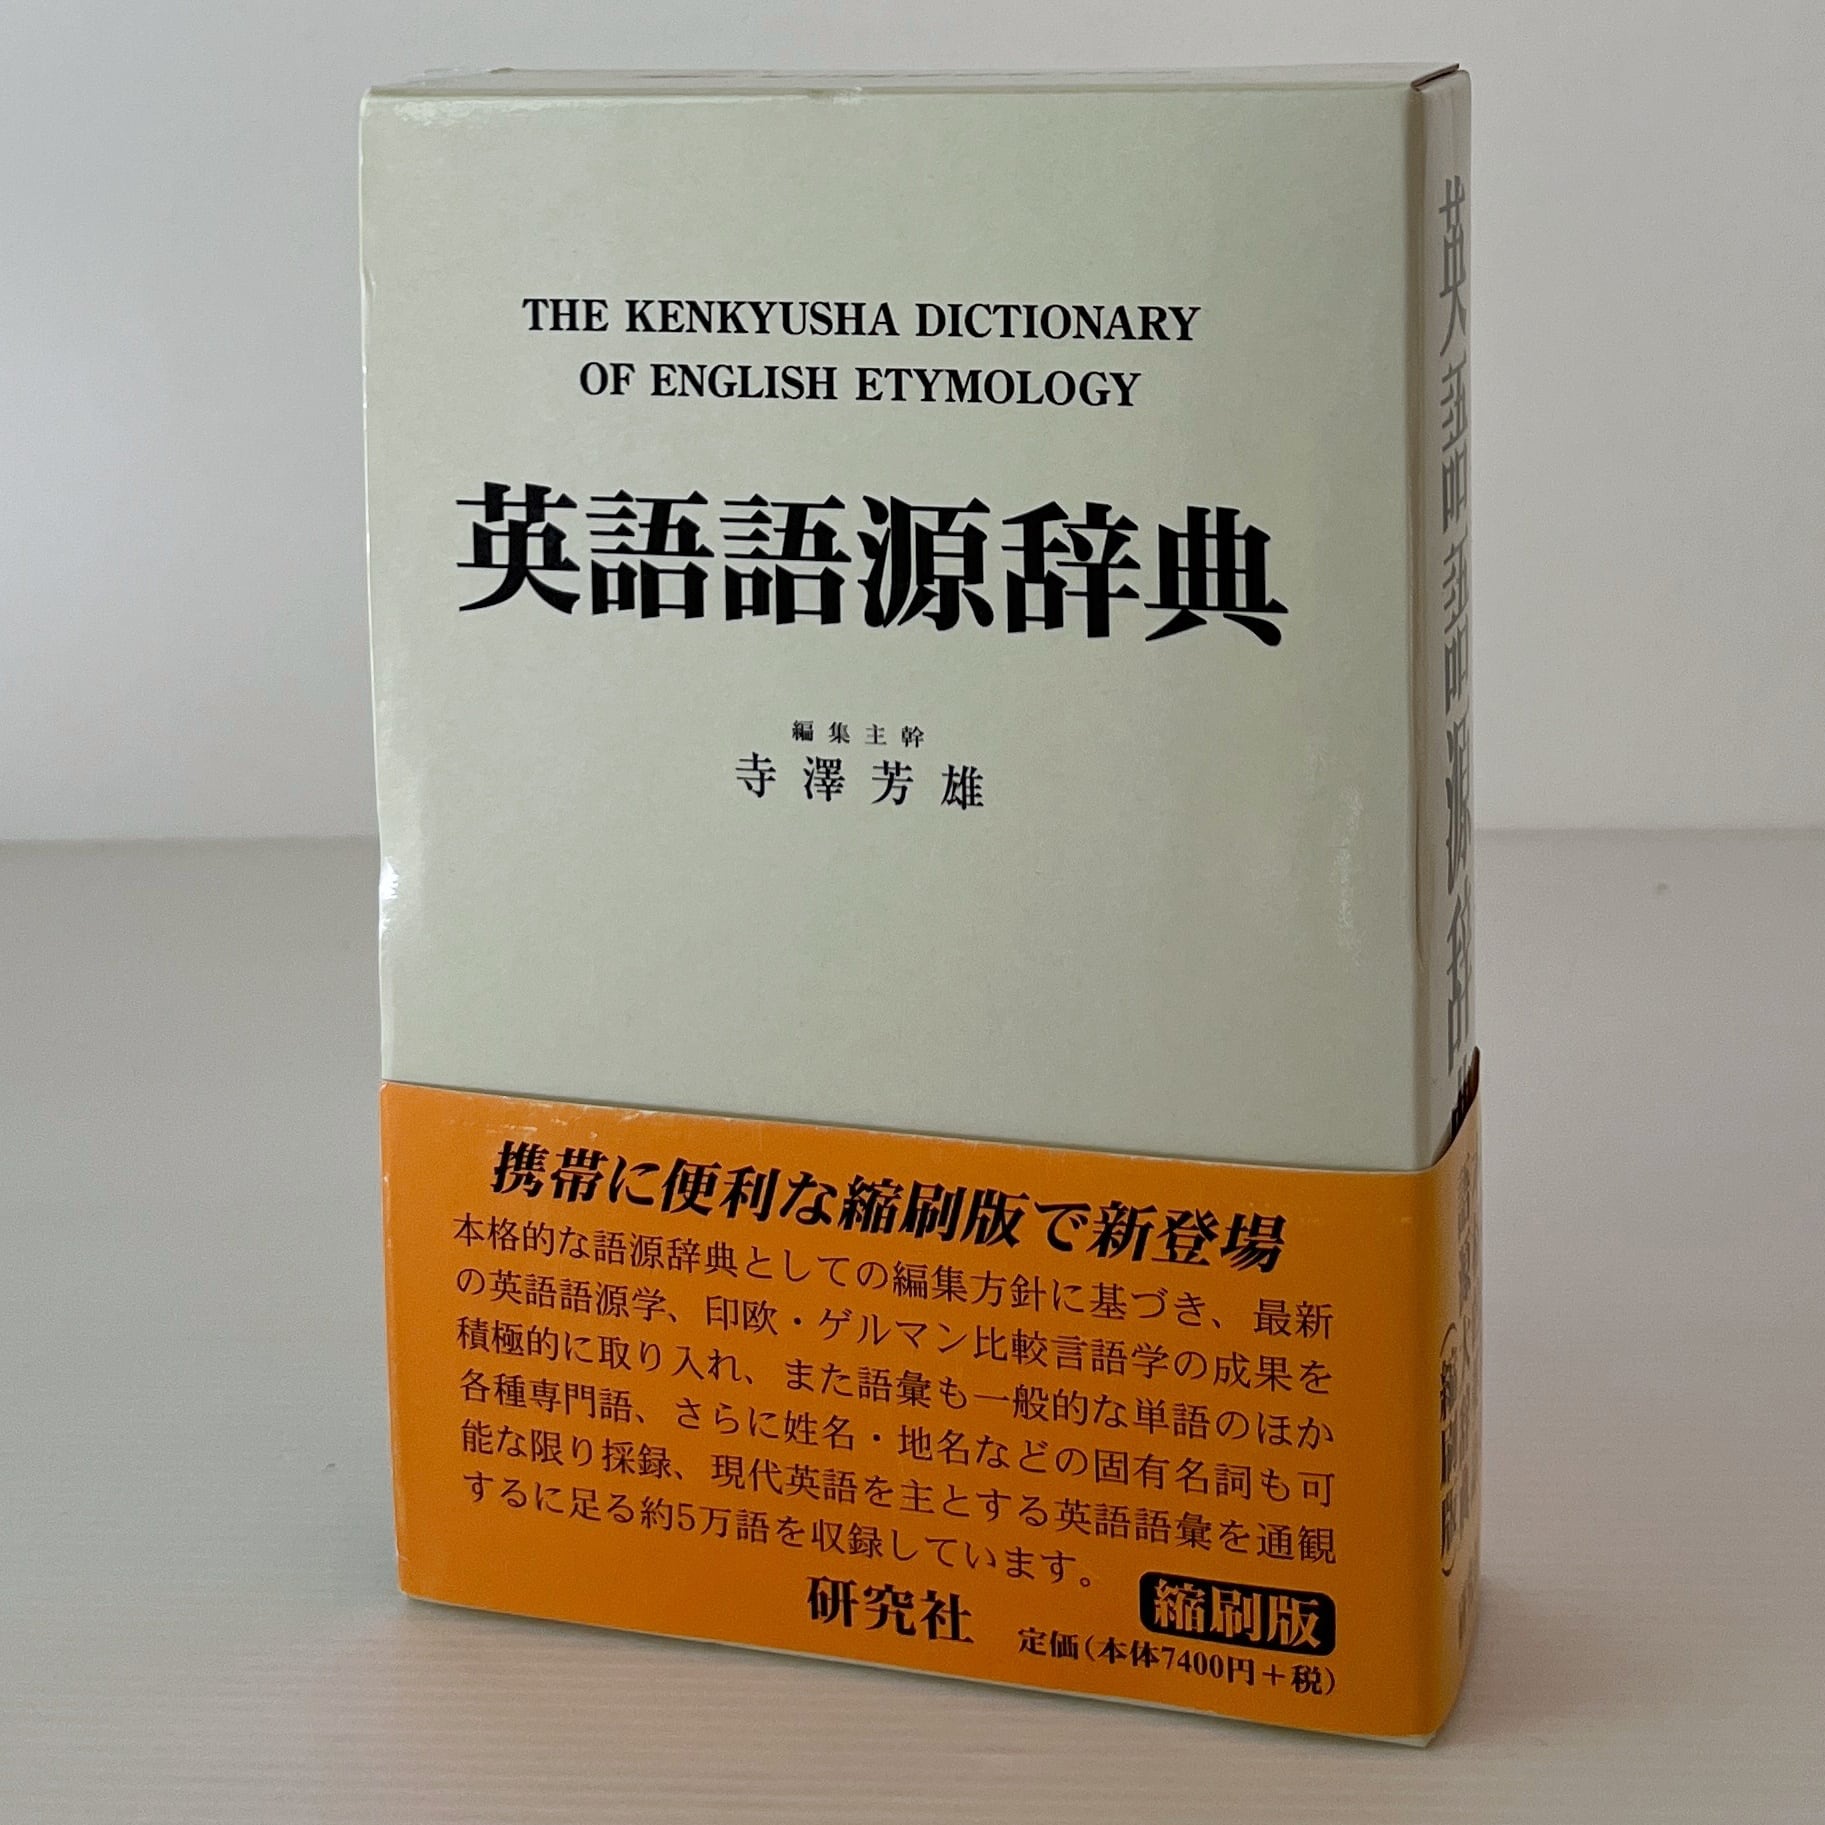 THE KENKYUSHA DICTIONARY
OF ENGLISH ETYMOLOGY
英語語源辞典
編集主幹
寺澤芳雄
携帯に便利な縮刷版で新登場
本格的な語源辞典としての編集方針に基づき、最新
の英語語源学、印欧・ゲルマン比較言語学の成果を
積極的に取り入れ、また語彙も一般的な単語のほか
各種専門語、さらに姓名・地名などの固有名詞も可
能な限り採録、現代英語を主とする英語語彙を通観
するに足る約5万語を収録しています。
研究社
縮刷版
定価(本体7400円+税)
英語語源辞典
(縮刷版)